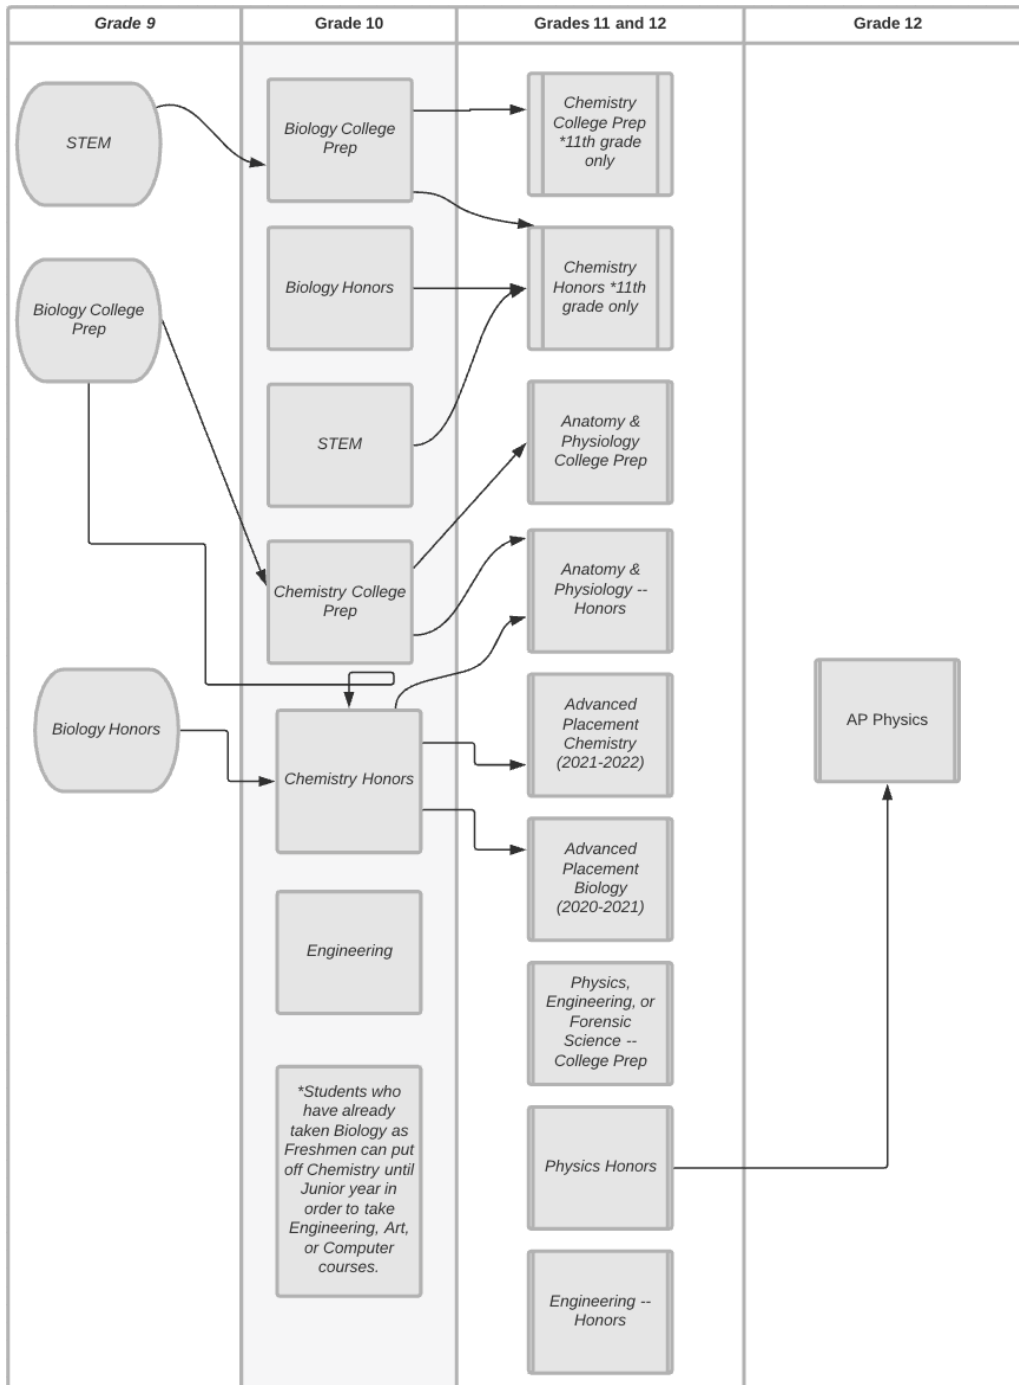 Grade 9
Grade 10
Grades 11 and 12
Grade 12
STEM
Biology College
Prep
Biology Honors
Biology College
Prep
Biology Honors
STEM
Chemistry College
Prep
Chemistry Honors
Engineering
*Students who
have already
taken Biology as
Freshmen can put
off Chemistry until
Junior year in
order to take
Engineering, Art,
or Computer
courses.
Chemistry
College Prep
*11th grade
only
Chemistry
Honors *11th
grade only
Anatomy &
Physiology
College Prep
Anatomy &
Physiology --
Honors
Advanced
Placement
Chemistry
(2021-2022)
Advanced
Placement
Biology
(2020-2021)
Physics,
Engineering, or
Forensic
Science --
College Prep
Physics Honors
Engineering --
Honors
AP Physics